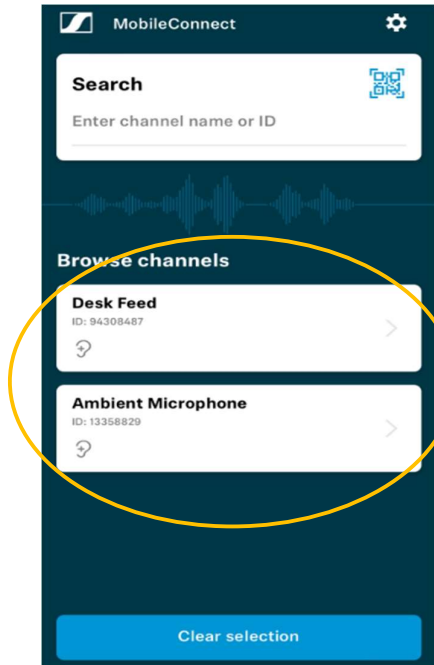 MobileConnect
Search
Enter channel name or ID
Browse channels
Desk Feed
ID: 94308487
Ambient Microphone
ID: 13358829
Clear selection